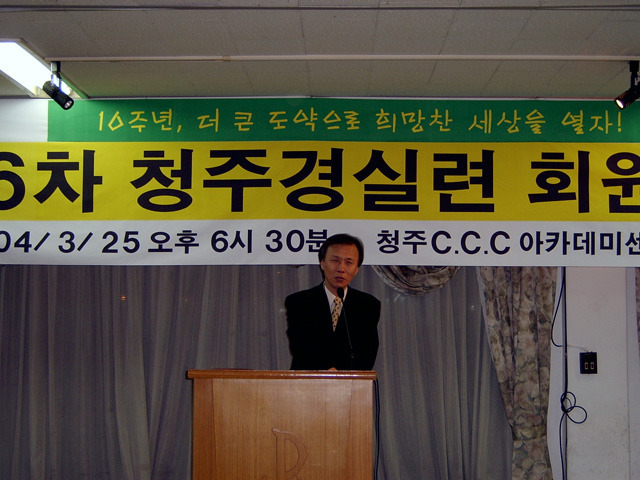 10주년, 더 큰 도약으로 희망찬 세상을 열자!
6차 청주경실련 회원
04/3/25 오후 6시 30분 청주C.C.C아카데미센